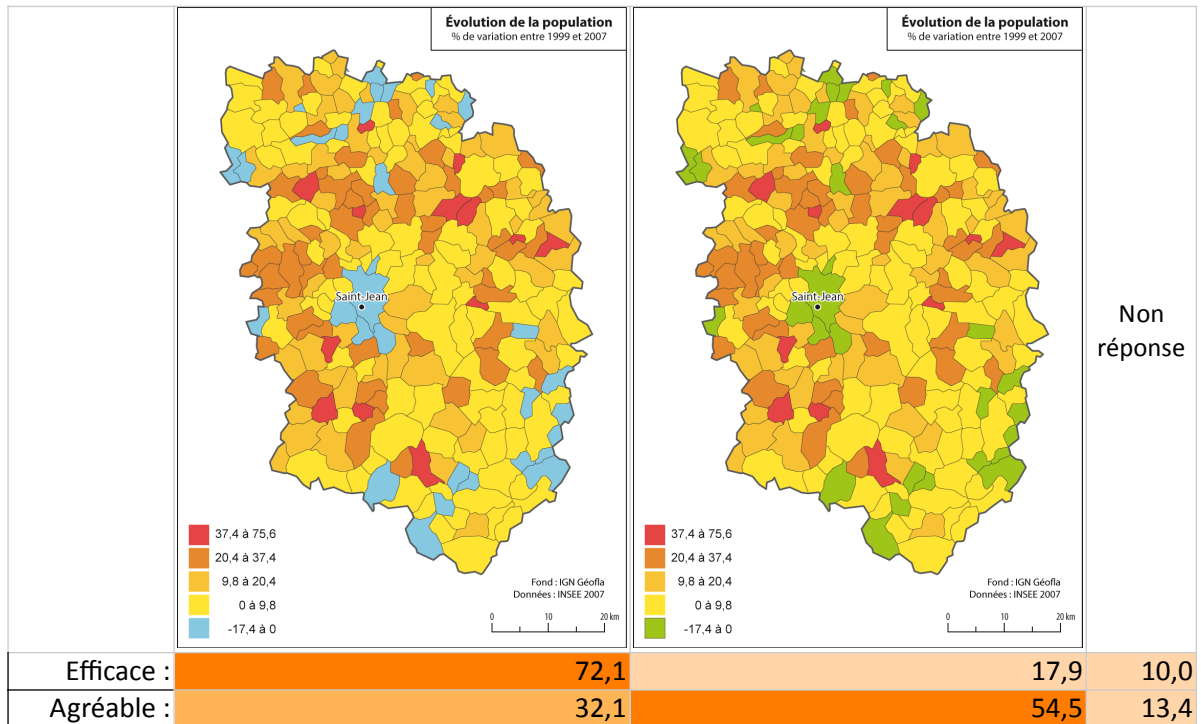 Évolution de la population
% de variation entre 1999 et 2007
Saint-Jean
37,4 à 75,6
20,4 à 37,4
9,8 à 20,4
0 à 9,8
-17,4 à 0
Fond : IGN Géofla
Données : INSEE 2007
0 10 20 km
Évolution de la population
% de variation entre 1999 et 2007
Saint-Jean
37,4 à 75,6
20,4 à 37,4
9,8 à 20,4
0 à 9,8
-17,4 à 0
Fond : IGN Géofla
Données : INSEE 2007
0 10 20 km
Non
réponse
Efficace : 72,1 17,9 10,0
Agréable : 32,1 54,5 13,4